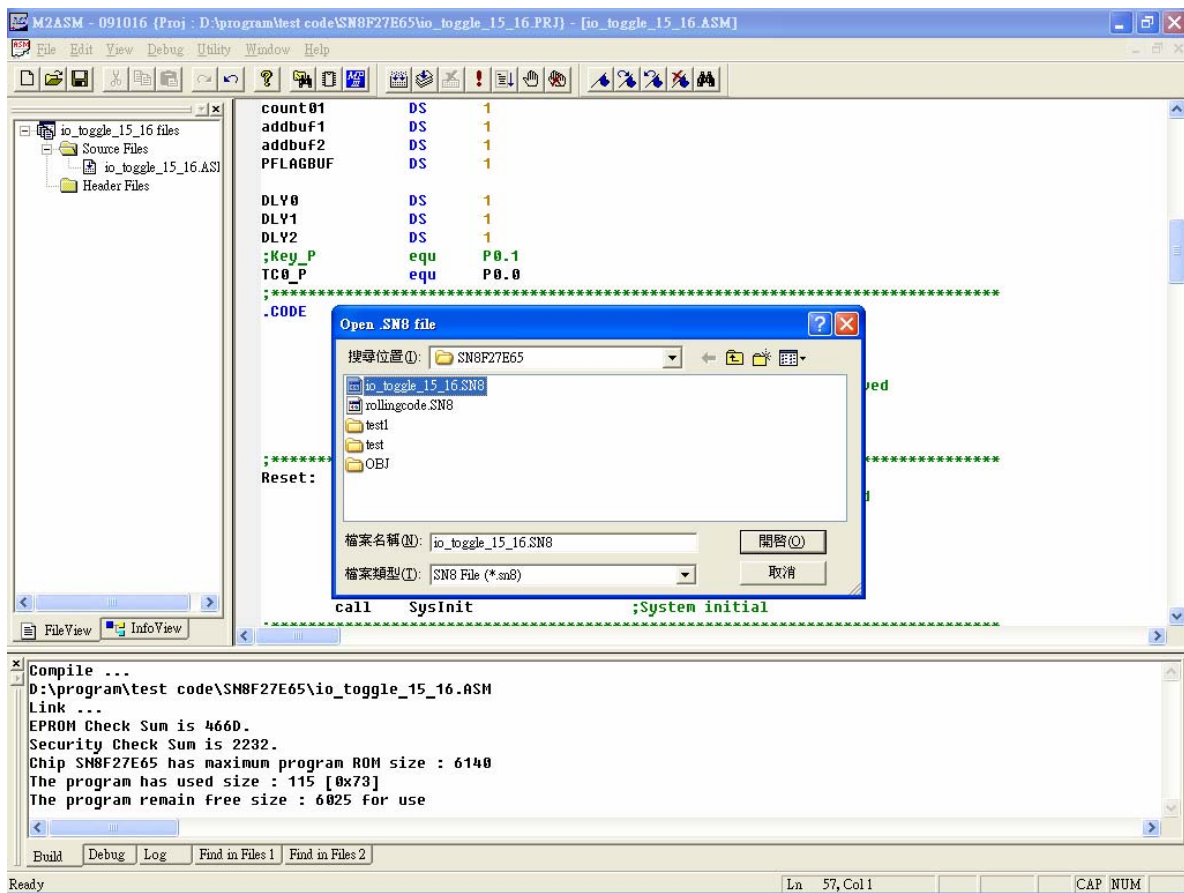 M2ASM - 091016 {Proj : D:\program\test code\SN8F27E65\io_toggle_15_16.PRJ} - [io_toggle_15_16.ASM]
File Edit View Debug Utility Window Help
io_toggle_15_16 files
Source Files
io_toggle_15_16.AS
Header Files
count01 DS 1
addbuf1 DS 1
addbuf2 DS 1
PFLAGBUF DS 1
DLY0 DS 1
DLY1 DS 1
DLY2 DS 1
;Key_P equ P0.1
TC0_P equ P0.0
;*******************************************************************************
.CODE
Open .SN8 file
搜尋位置(I): SN8F27E65
io_toggle_15_16.SN8
rollingcode.SN8
test1
test
OBJ
檔案名稱(N): io_toggle_15_16.SN8 開啓(O)
檔案類型(T): SN8 File (*.sn8) 取消
ved
;******* ***************
Reset:
call SysInit ;System initial
FileView InfoView
Compile ...
D:\program\test code\SN8F27E65\io_toggle_15_16.ASM
Link ...
EPROM Check Sum is 466D.
Security Check Sum is 2232.
Chip SN8F27E65 has maximum program ROM size : 6140
The program has used size : 115 [0x73]
The program remain free size : 6025 for use
Build Debug Log Find in Files 1 Find in Files 2
Ready Ln 57, Col 1 CAP NUM